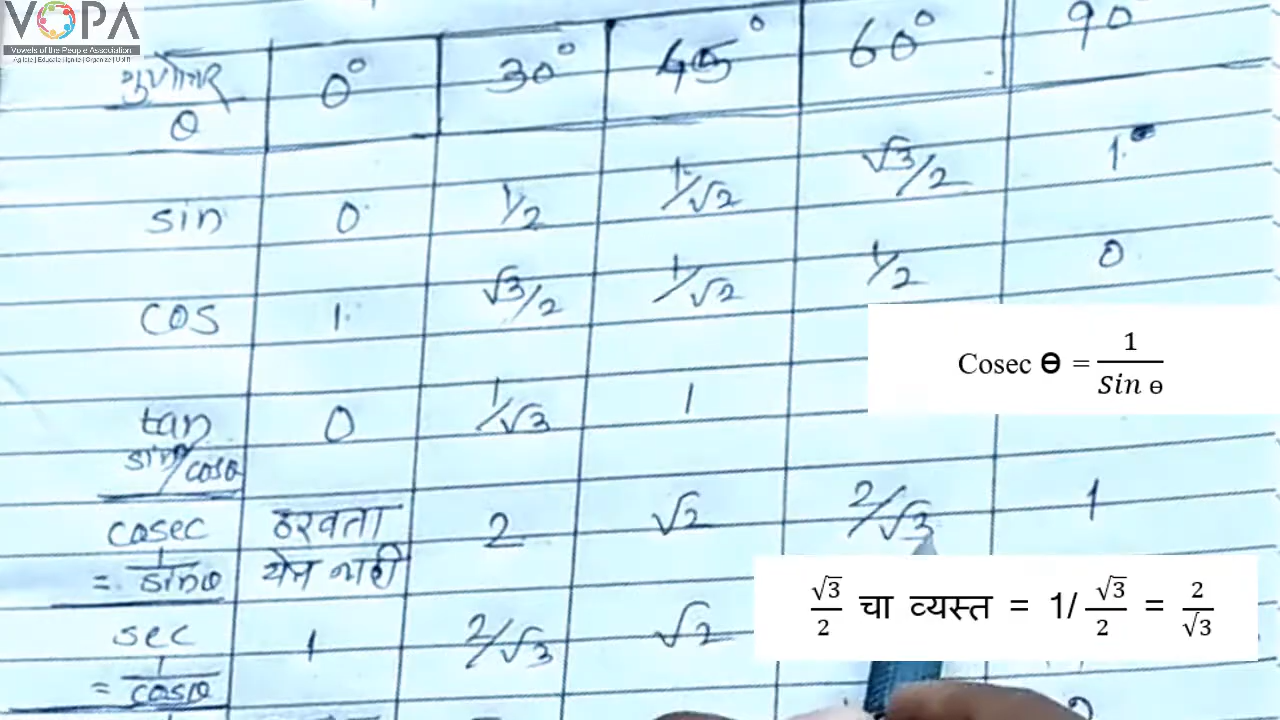 VOPA
Vowels of the People Association
गुणोत्तर 0° 30° 45° 60° 90
θ
sin 0 1/2 1/√2 √3/2 1
cos 1 √3/2 1/√2 1/2 0
tan 0 1/√3 1
sinθ/cosθ
cosec ठरवता 2 √2 2/√3 1
= 1/sinθ येत नाही
sec 1 2/√3 √2
= 1/cosθ
Cosec Ɵ = 1/Sin ɵ
√3/2 चा व्यस्त = 1/ √3/2 = 2/√3